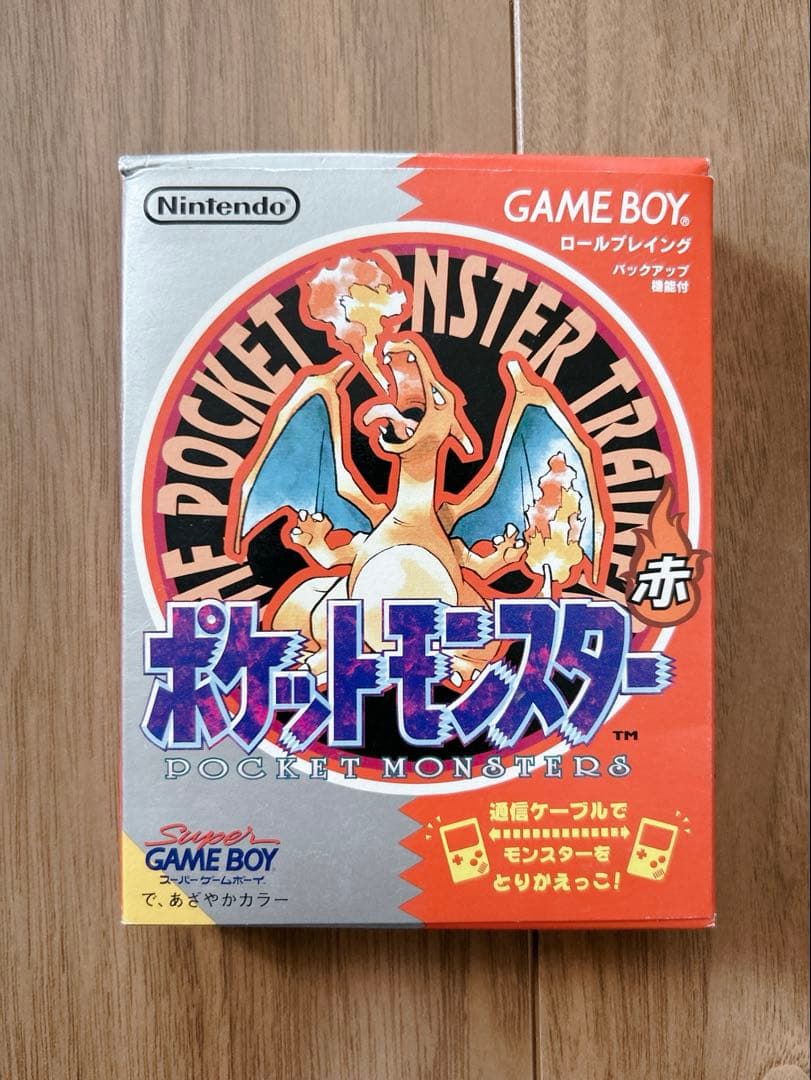 Nintendo
GAME BOY®
ロールプレイング
バックアップ
機能付
POCKET MONSTER TRAIN
赤
ポケットモンスター
TM
POCKET MONSTERS
通信ケーブルで
モンスターを
とりかえっこ!
Super
GAME BOY
スーパーゲームボーイ
で、あざやかカラー